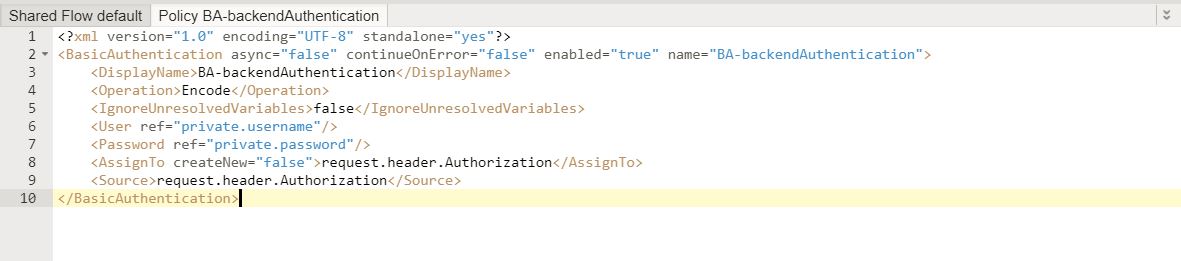 Shared Flow default Policy BA-backendAuthentication
1 <?xml version="1.0" encoding="UTF-8" standalone="yes"?>
2 <BasicAuthentication async="false" continueOnError="false" enabled="true" name="BA-backendAuthentication">
3 <DisplayName>BA-backendAuthentication</DisplayName>
4 <Operation>Encode</Operation>
5 <IgnoreUnresolvedVariables>false</IgnoreUnresolvedVariables>
6 <User ref="private.username"/>
7 <Password ref="private.password"/>
8 <AssignTo createNew="false">request.header.Authorization</AssignTo>
9 <Source>request.header.Authorization</Source>
10 </BasicAuthentication>